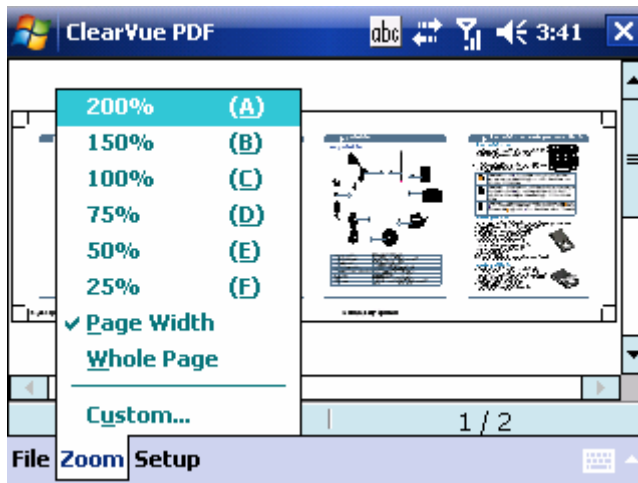 ClearVue PDF abc 3:41
200% (A)
150% (B)
100% (C)
75% (D)
50% (E)
25% (F)
Page Width
Whole Page
Custom...
1 / 2
File Zoom Setup